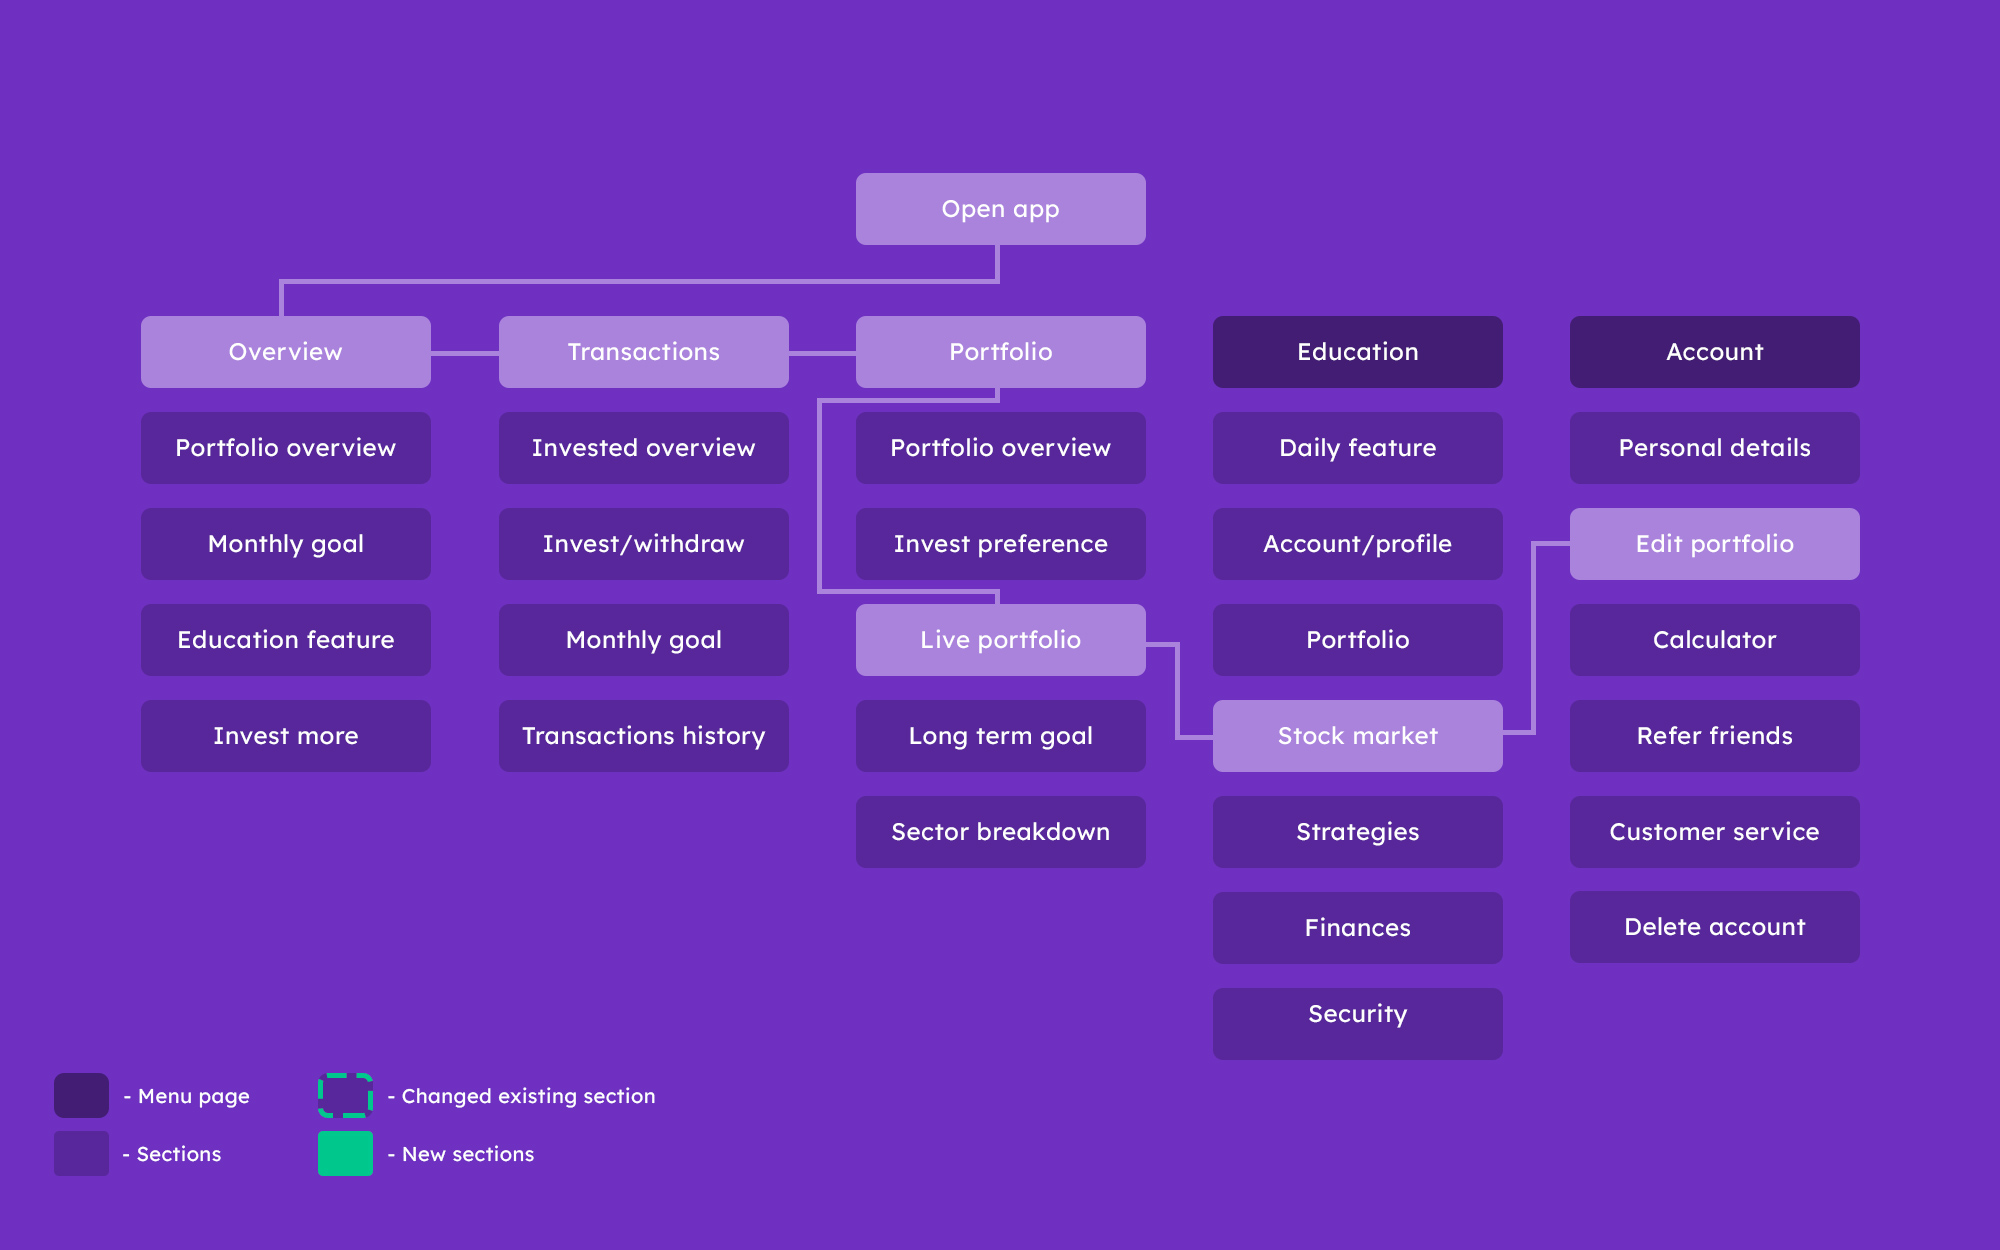 Open app
Overview
Transactions
Portfolio
Education
Account
Portfolio overview
Invested overview
Portfolio overview
Daily feature
Personal details
Monthly goal
Invest/withdraw
Invest preference
Account/profile
Edit portfolio
Education feature
Monthly goal
Live portfolio
Portfolio
Calculator
Invest more
Transactions history
Long term goal
Stock market
Refer friends
Sector breakdown
Strategies
Customer service
Finances
Delete account
Security
- Menu page
- Changed existing section
- Sections
- New sections